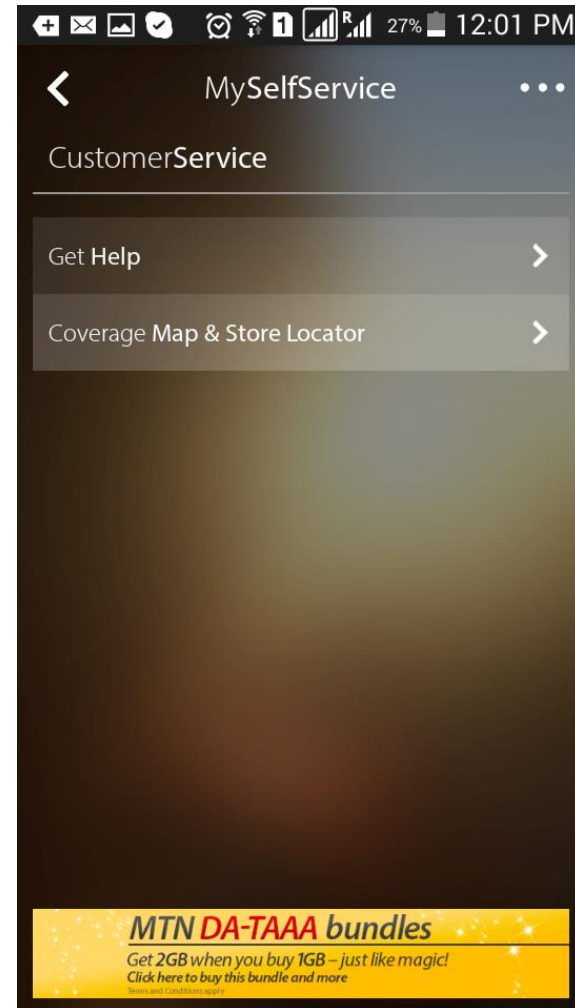 1 R 27% 12:01 PM
MySelfService
CustomerService
Get Help
Coverage Map & Store Locator
MTN DA-TAAA bundles
Get 2GB when you buy 1GB – just like magic!
Click here to buy this bundle and more
Terms and Conditions apply